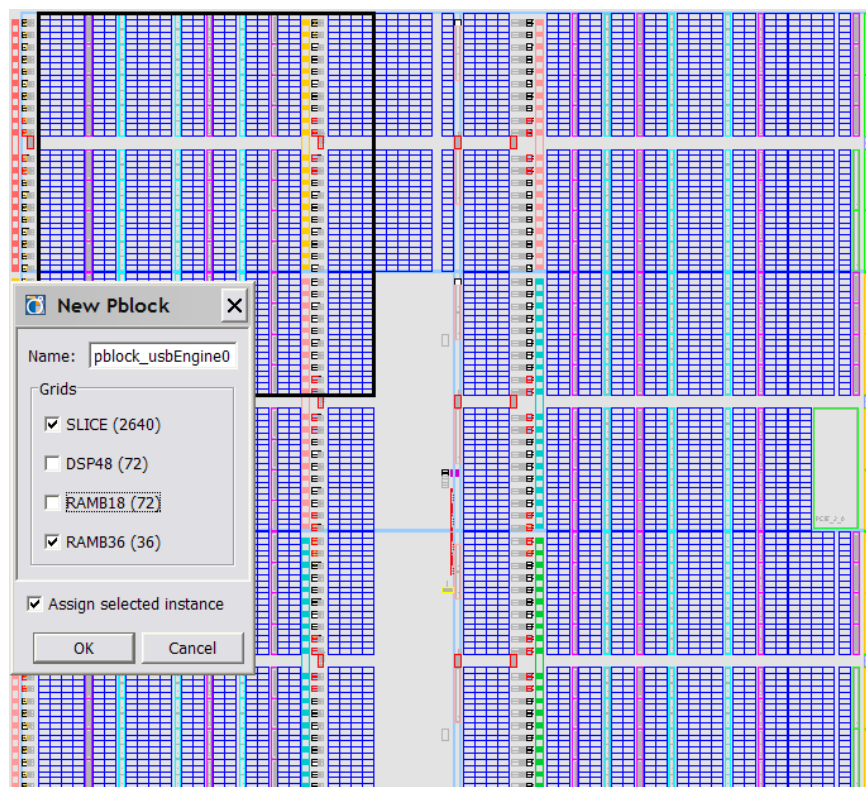 New Pblock
Name: pblock_usbEngine0
Grids
SLICE (2640)
DSP48 (72)
RAMB18 (72)
RAMB36 (36)
Assign selected instance
OK Cancel